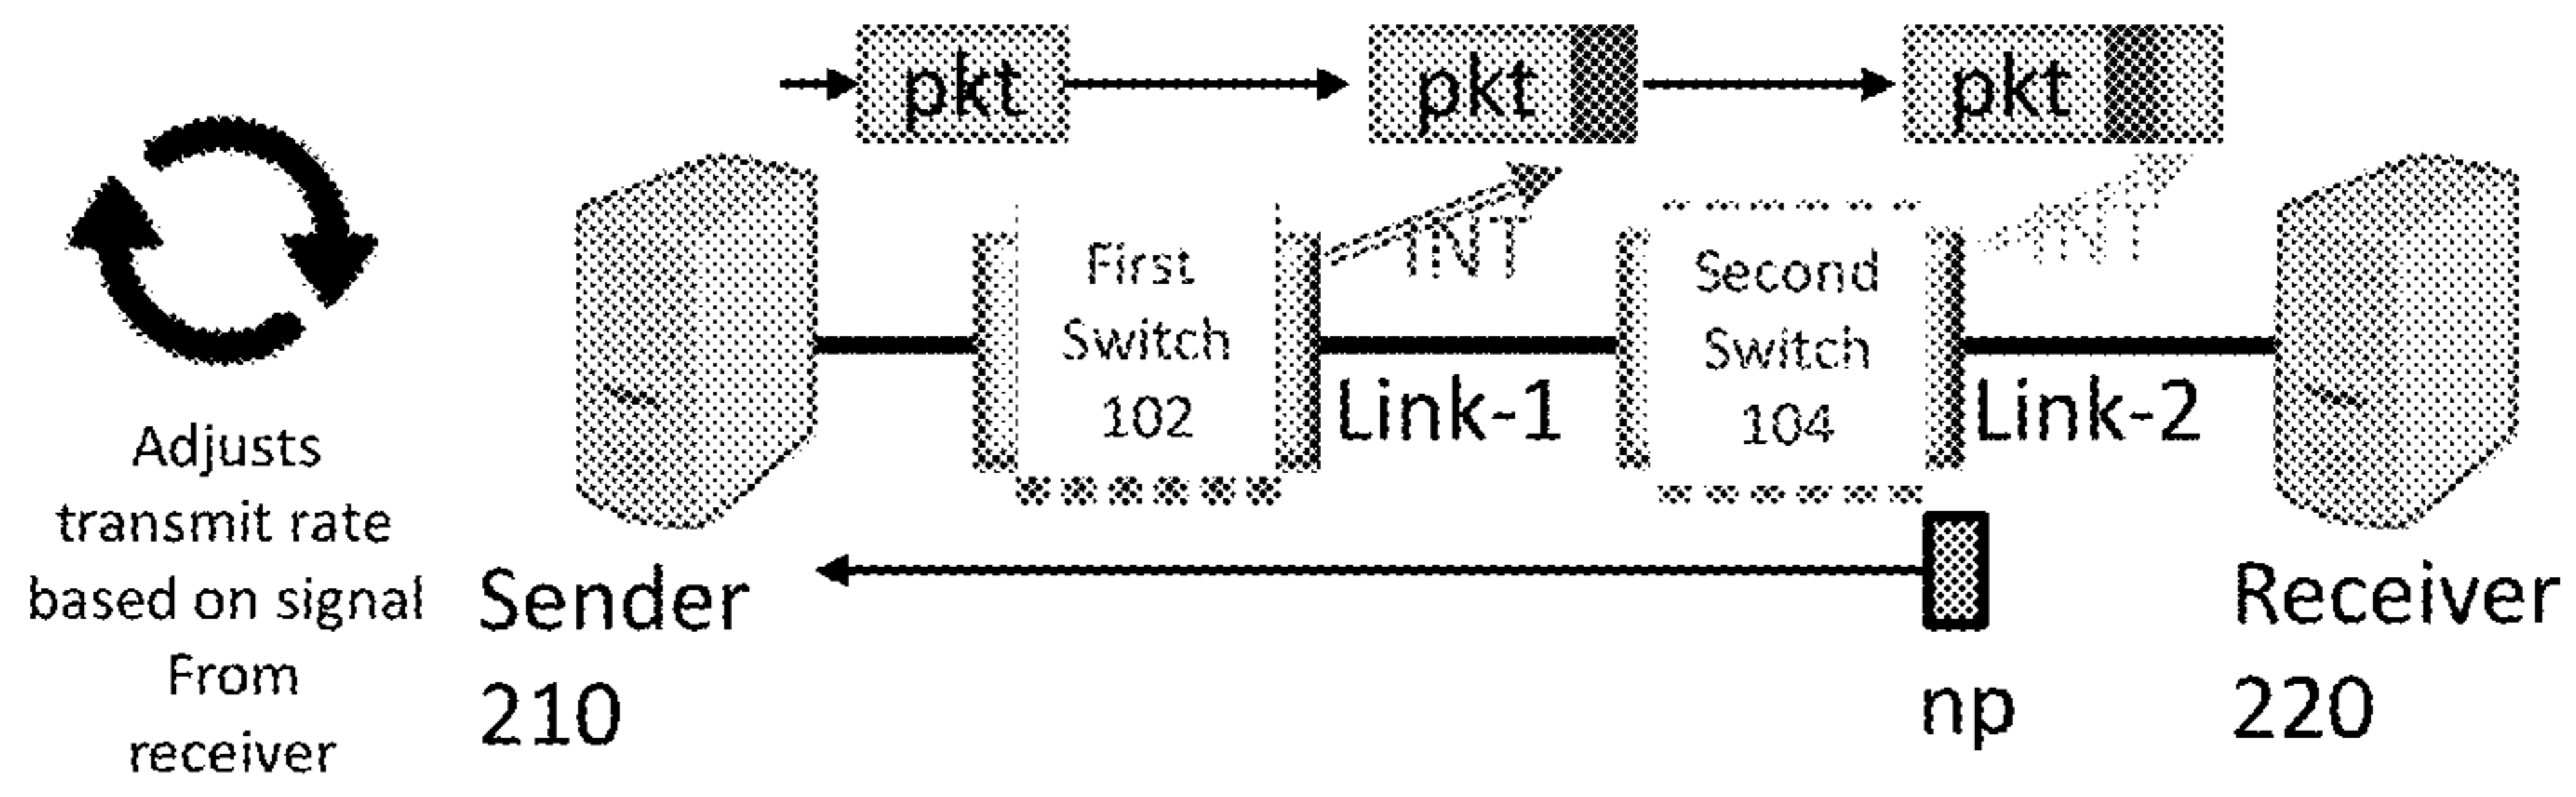 pkt
pkt
pkt
INT
INT
First
Switch
102
Second
Switch
104
Link-1
Link-2
Adjusts
transmit rate
based on signal
From
receiver
Sender
210
np
Receiver
220